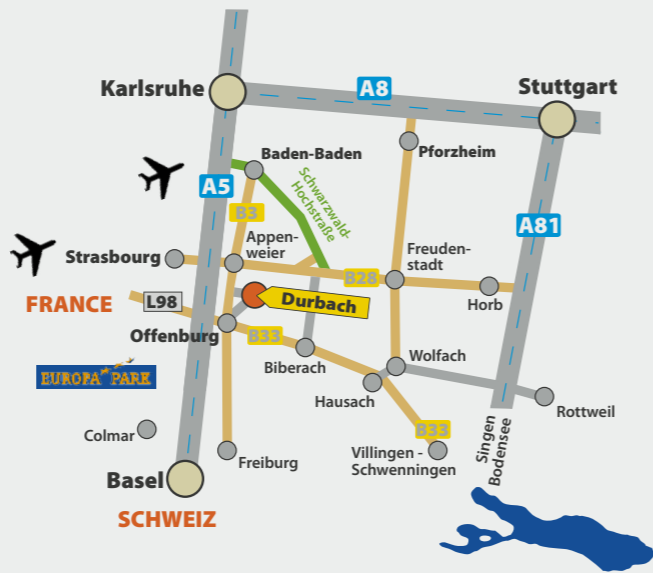 Karlsruhe
A8
Stuttgart
Baden-Baden
Pforzheim
A5
Schwarzwald-
Hochstraße
B3
A81
Appen-
weier
Strasbourg
Freuden-
stadt
B28
Horb
FRANCE
L98
Durbach
Offenburg
B33
Biberach
Wolfach
EUROPA PARK
Hausach
Rottweil
Colmar
B33
Freiburg
Villingen -
Schwenningen
Singen
Bodensee
Basel
SCHWEIZ